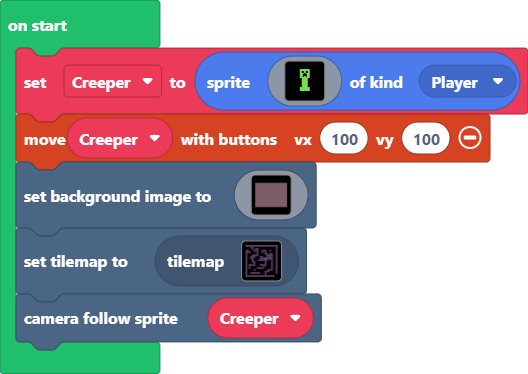 on start
set Creeper to sprite of kind Player
move Creeper with buttons vx 100 vy 100
set background image to
set tilemap to tilemap
camera follow sprite Creeper